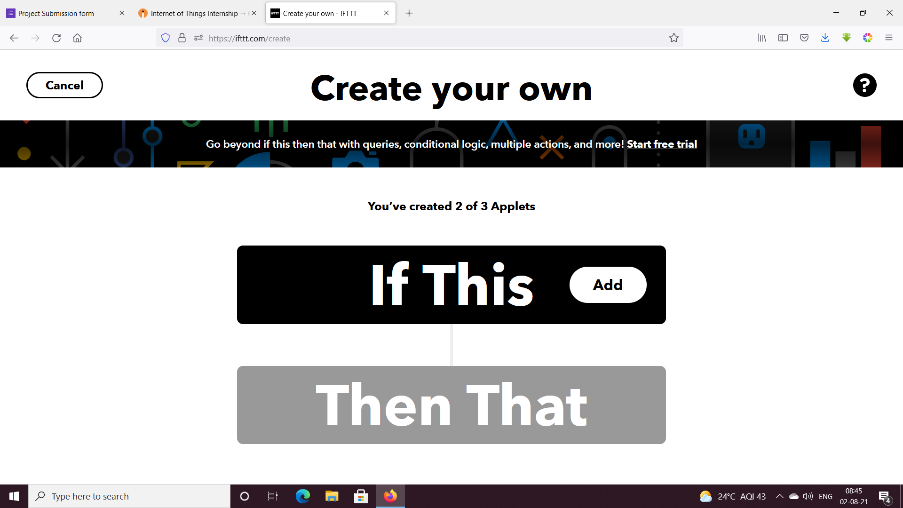 Project Submission form
Internet of Things Internship
Create your own - IFTTT
https://ifttt.com/create
Cancel
Create your own
?
Go beyond if this then that with queries, conditional logic, multiple actions, and more! Start free trial
You've created 2 of 3 Applets
If This
Add
Then That
Type here to search
24°C AQI 43
ENG
08:45
02-08-21
4